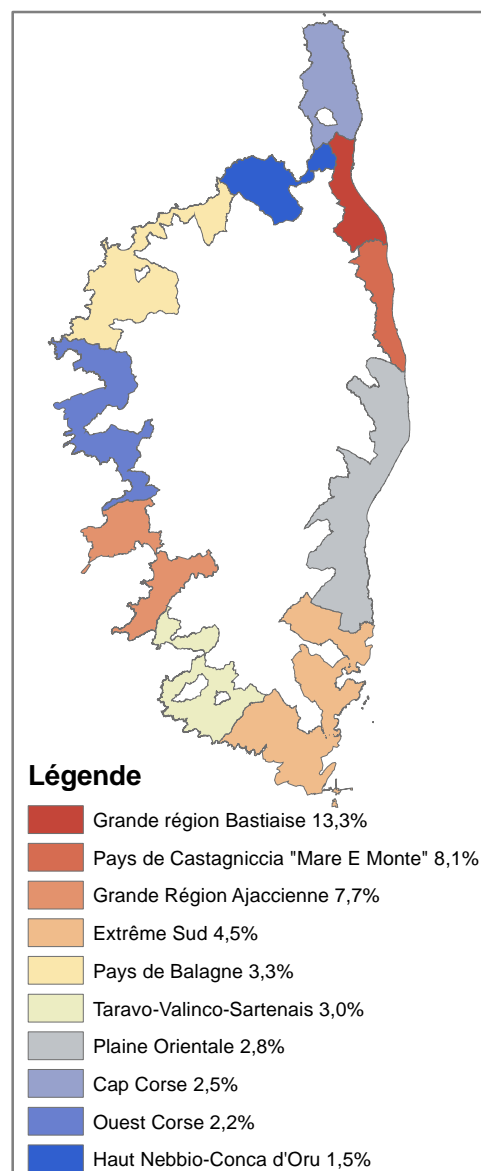 Légende
Grande région Bastiaise 13,3%
Pays de Castagniccia "Mare E Monte" 8,1%
Grande Région Ajaccienne 7,7%
Extrême Sud 4,5%
Pays de Balagne 3,3%
Taravo-Valinco-Sartenais 3,0%
Plaine Orientale 2,8%
Cap Corse 2,5%
Ouest Corse 2,2%
Haut Nebbio-Conca d'Oru 1,5%